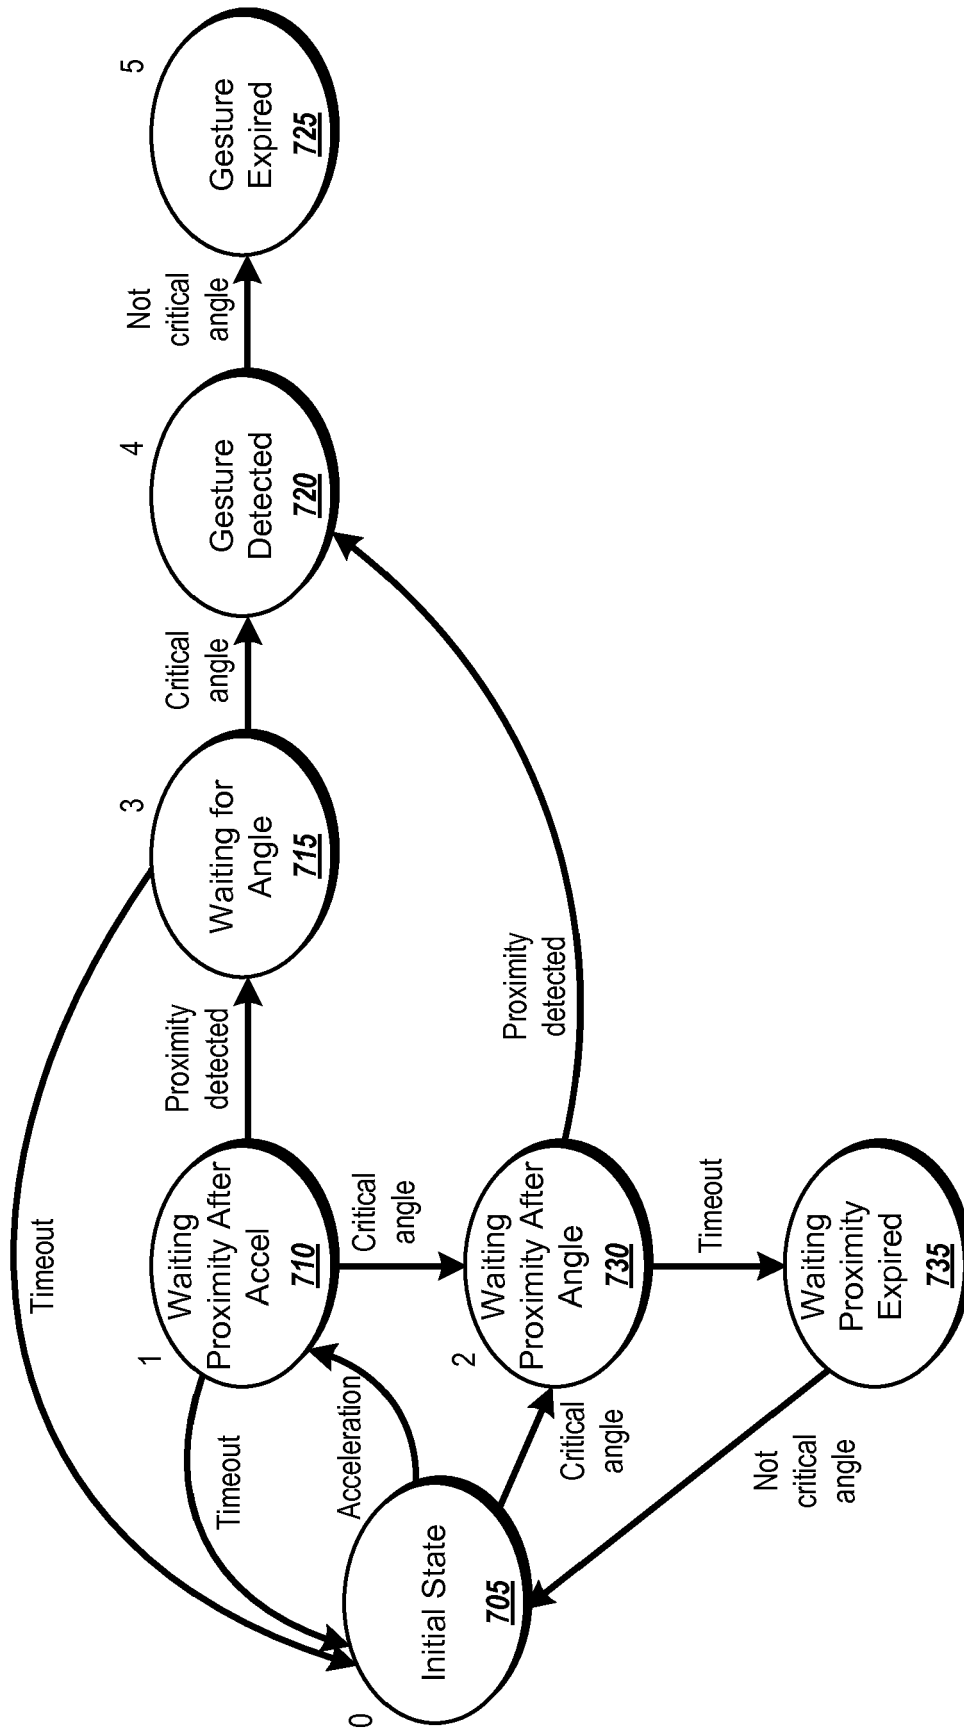 0
Initial State
705
Timeout
Timeout
Acceleration
Critical
angle
Not
critical
angle
1
Waiting
Proximity After
Accel
710
Critical
angle
2
Waiting
Proximity After
Angle
730
Timeout
Waiting
Proximity
Expired
735
Proximity
detected
Proximity
detected
3
Waiting for
Angle
715
Critical
angle
4
Gesture
Detected
720
Not
critical
angle
5
Gesture
Expired
725